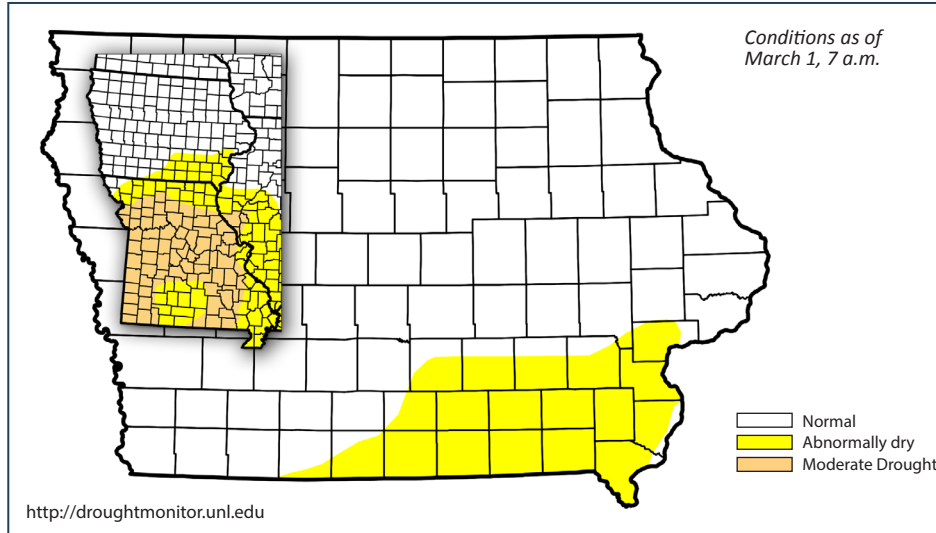 Conditions as of
March 1, 7 a.m.
Normal
Abnormally dry
Moderate Drought
http://droughtmonitor.unl.edu